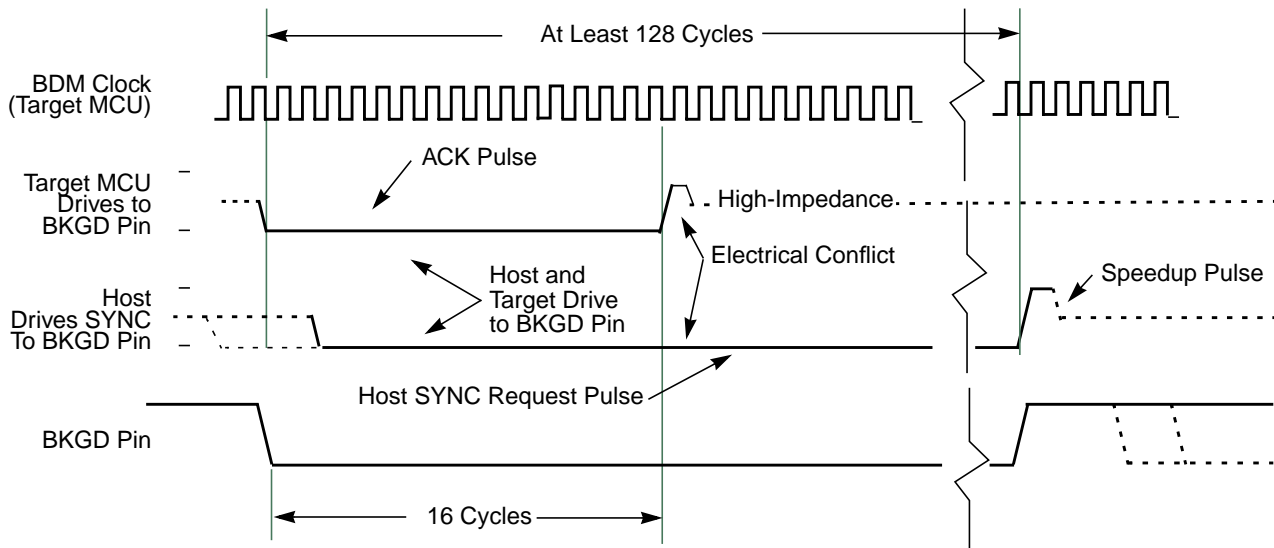 At Least 128 Cycles
BDM Clock
(Target MCU)
ACK Pulse
Target MCU
Drives to
BKGD Pin
High-Impedance
Electrical Conflict
Host and
Target Drive
to BKGD Pin
Speedup Pulse
Host
Drives SYNC
To BKGD Pin
Host SYNC Request Pulse
BKGD Pin
16 Cycles